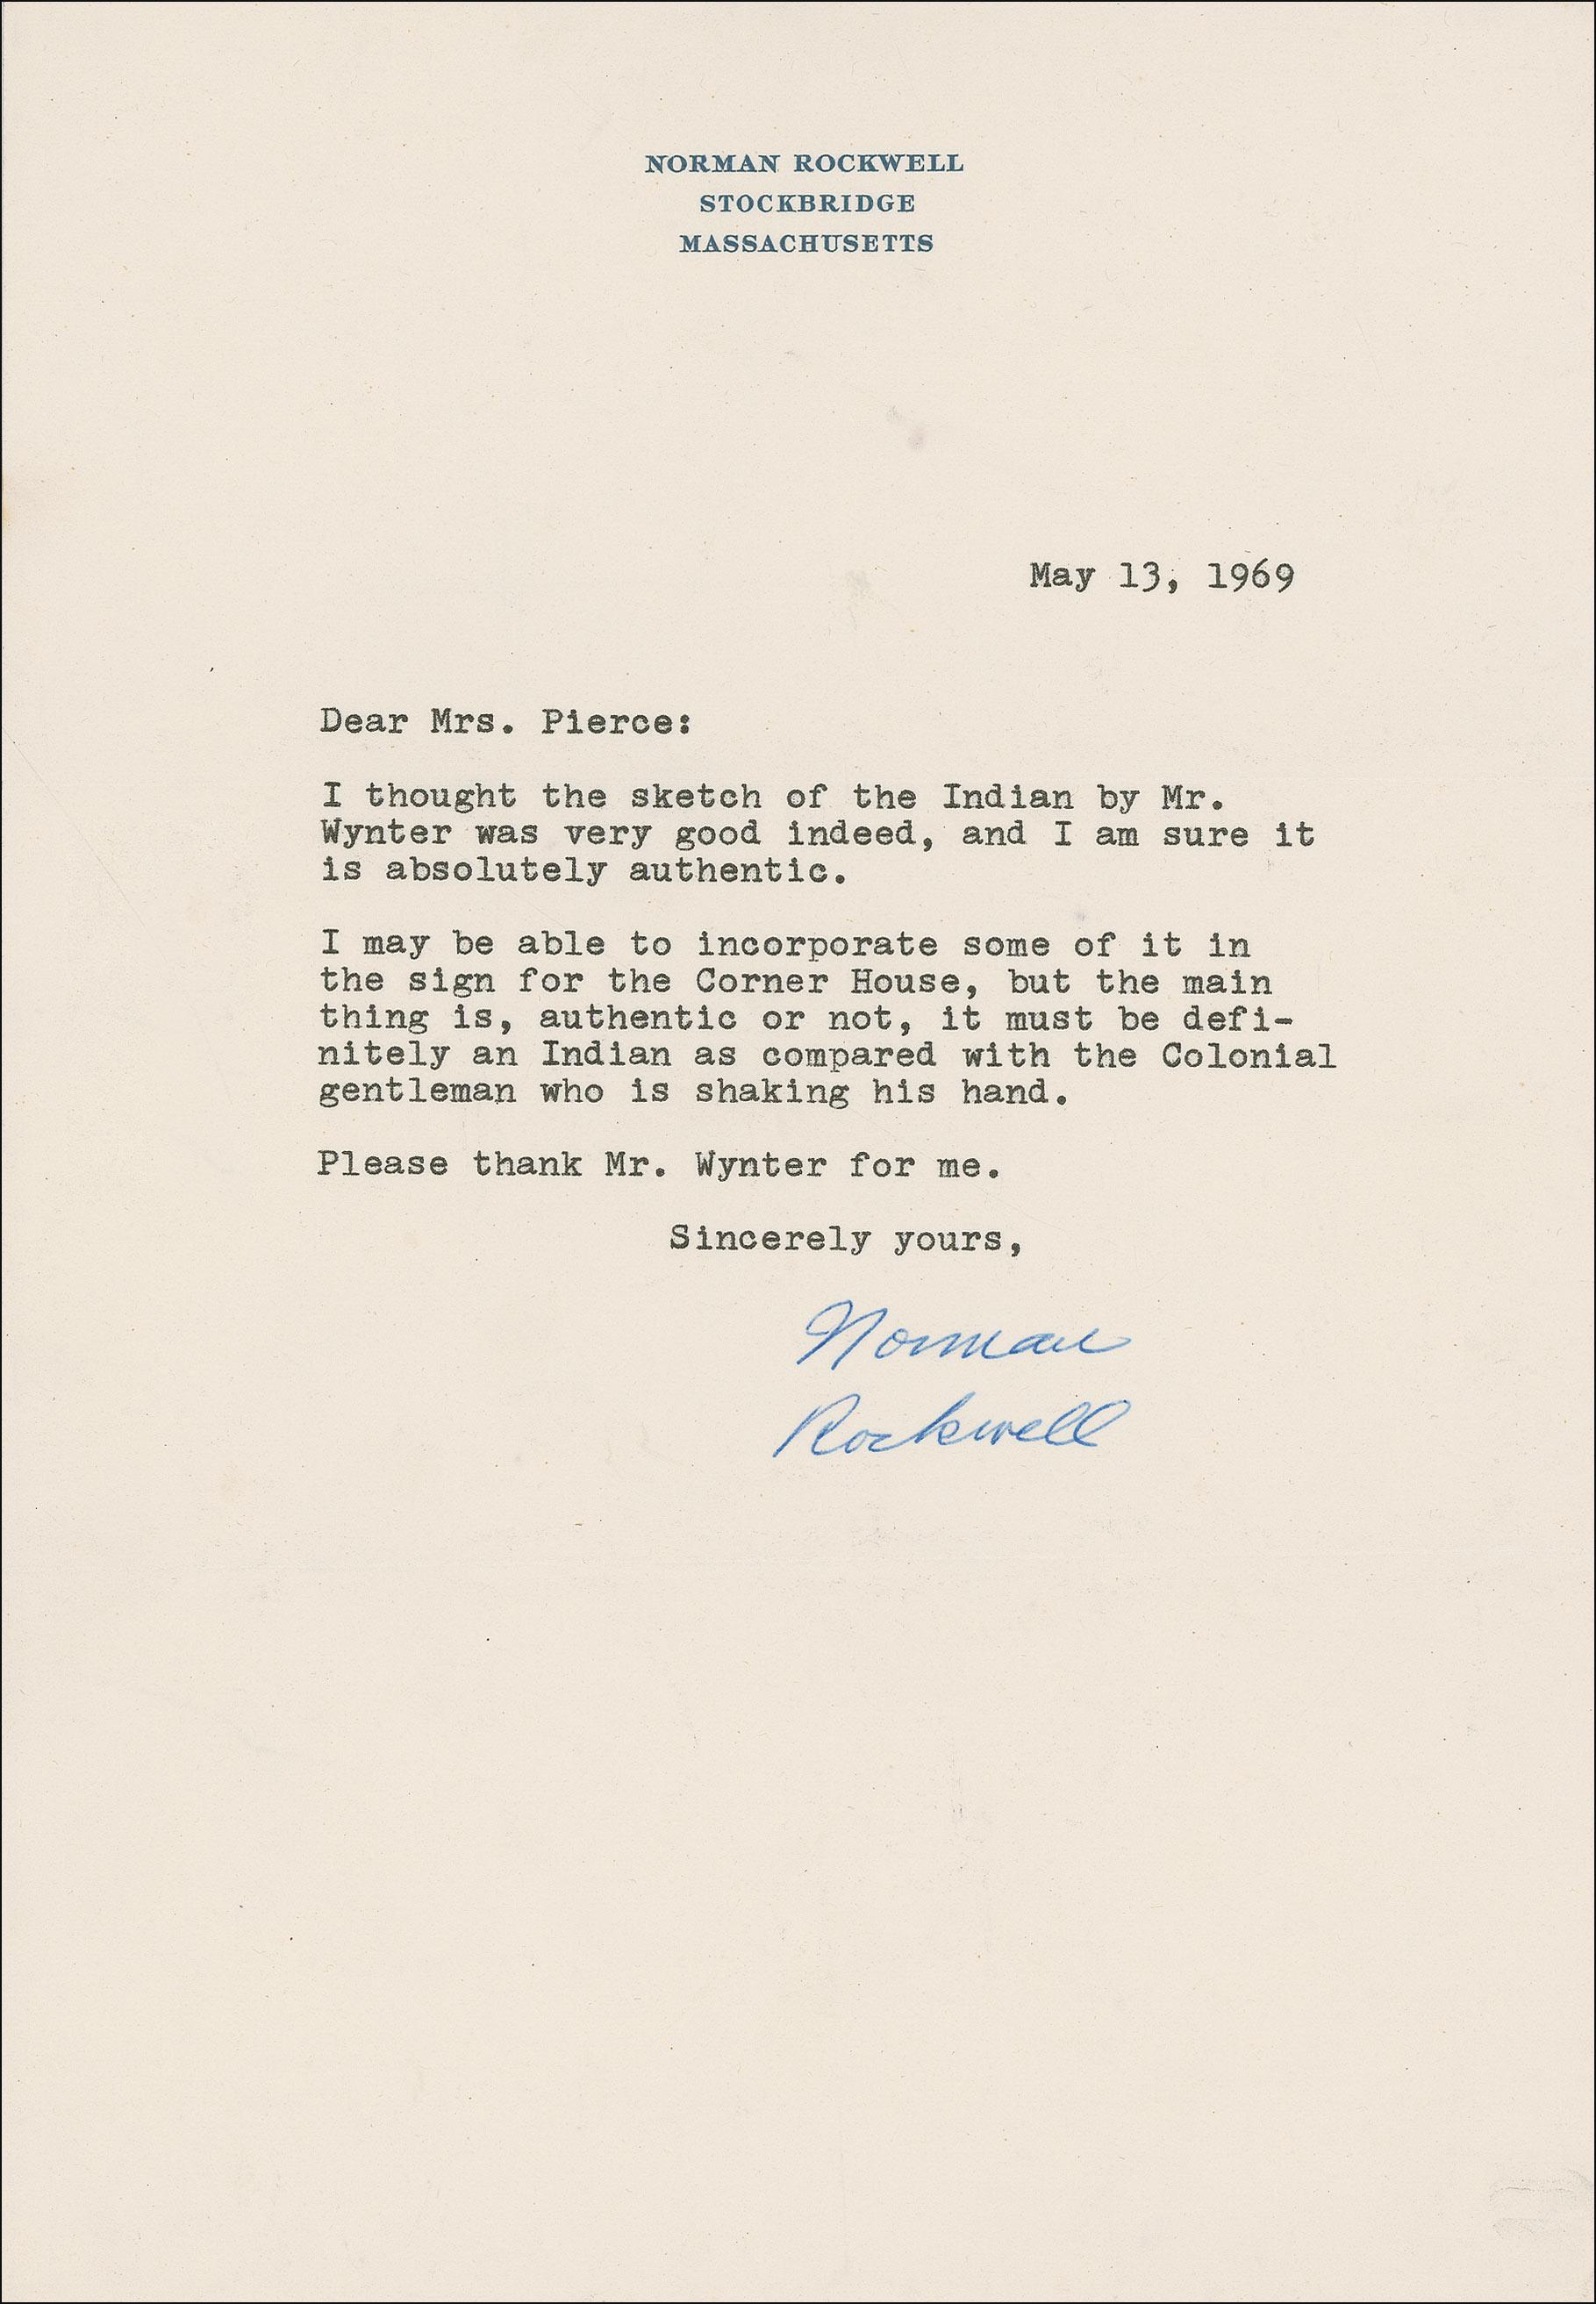 NORMAN ROCKWELL
STOCKBRIDGE
MASSACHUSETTS
May 13, 1969
Dear Mrs. Pierce:
I thought the sketch of the Indian by Mr.
Wynter was very good indeed, and I am sure it
is absolutely authentic.
I may be able to incorporate some of it in
the sign for the Corner House, but the main
thing is, authentic or not, it must be defi-
nitely an Indian as compared with the Colonial
gentleman who is shaking his hand.
Please thank Mr. Wynter for me.
Sincerely yours,
Norman
Rockwell